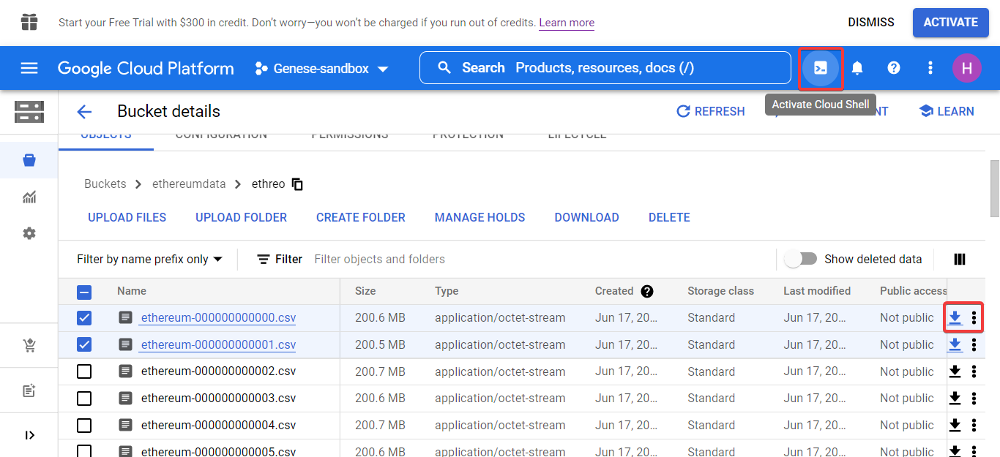 Start your Free Trial with $300 in credit. Don’t worry—you won’t be charged if you run out of credits. Learn more DISMISS ACTIVATE
Google Cloud Platform Genese-sandbox Search Products, resources, docs (/) H
Activate Cloud Shell
Bucket details REFRESH NT LEARN
OBJECTS CONFIGURATION PERMISSIONS PROTECTION LIFECYCLE
Buckets ethereumdata ethreo
UPLOAD FILES UPLOAD FOLDER CREATE FOLDER MANAGE HOLDS DOWNLOAD DELETE
Filter by name prefix only Filter Filter objects and folders Show deleted data
Name Size Type Created Storage class Last modified Public access
ethereum-000000000000.csv 200.6 MB application/octet-stream Jun 17, 20... Standard Jun 17, 20... Not public
ethereum-000000000001.csv 200.5 MB application/octet-stream Jun 17, 20... Standard Jun 17, 20... Not public
ethereum-000000000002.csv 200.7 MB application/octet-stream Jun 17, 20... Standard Jun 17, 20... Not public
ethereum-000000000003.csv 200.6 MB application/octet-stream Jun 17, 20... Standard Jun 17, 20... Not public
ethereum-000000000004.csv 200.7 MB application/octet-stream Jun 17, 20... Standard Jun 17, 20... Not public
ethereum-000000000005.csv 200.6 MB application/octet-stream Jun 17, 20... Standard Jun 17, 20... Not public